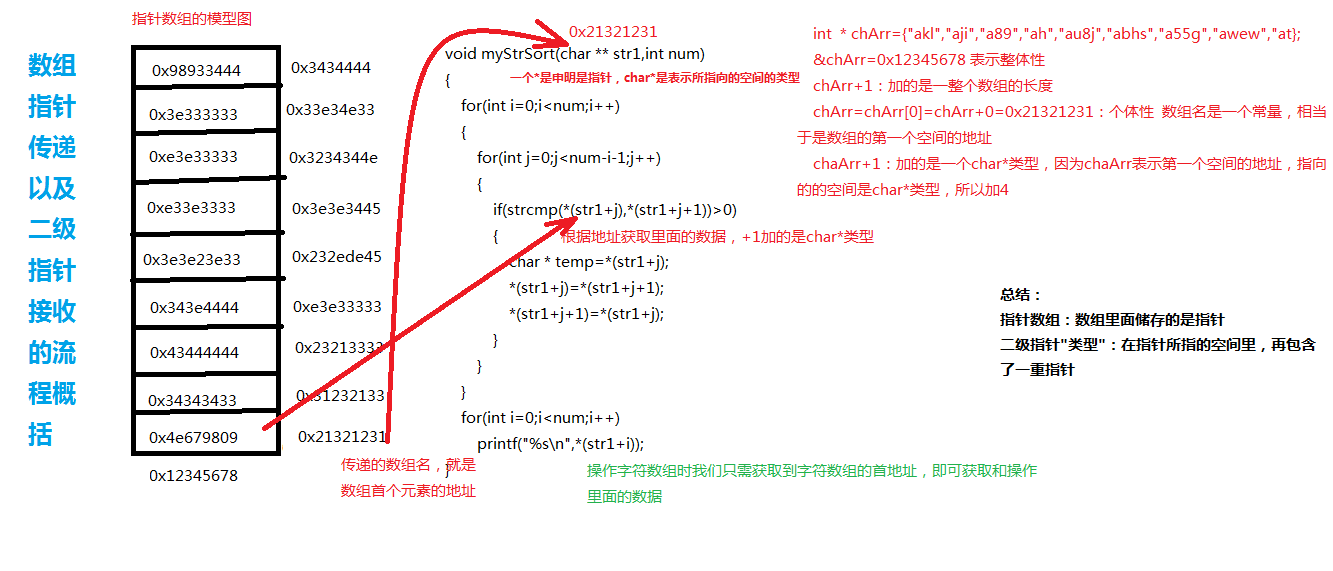 指针数组的模型图
数组
指针
传递
以及
二级
指针
接收
的流
程概
括
0x98933444 0x3434444
0x3e333333 0x33e34e33
0xe3e33333 0x3234344e
0xe33e3333 0x3e3e3445
0x3e3e23e33 0x232ede45
0x343e4444 0xe3e33333
0x43444444 0x23213333
0x34343433 0x31232133
0x4e679809 0x21321231
0x12345678
传递的数组名，就是
数组首个元素的地址
0x21321231
void myStrSort(char ** str1,int num)
{
一个*是申明是指针，char*是表示所指向的空间的类型
for(int i=0;i<num;i++)
{
for(int j=0;j<num-i-1;j++)
{
if(strcmp(*(str1+j),*(str1+j+1))>0)
{
根据地址获取里面的数据，+1加的是char*类型
char * temp=*(str1+j);
*(str1+j)=*(str1+j+1);
*(str1+j+1)=*(str1+j);
}
}
}
for(int i=0;i<num;i++)
printf("%s\n",*(str1+i));
}
操作字符数组时我们只需获取到字符数组的首地址，即可获取和操作
里面的数据
int * chArr={"akl","aji","a89","ah","au8j","abhs","a55g","awew","at};
&chArr=0x12345678 表示整体性
chArr+1：加的是一整个数组的长度
chArr=chArr[0]=chArr+0=0x21321231：个体性 数组名是一个常量，相当
于是数组的第一个空间的地址
chaArr+1：加的是一个char*类型，因为chaArr表示第一个空间的地址，指向
的的空间是char*类型，所以加4
总结：
指针数组：数组里面储存的是指针
二级指针"类型"：在指针所指的空间里，再包含
了一重指针